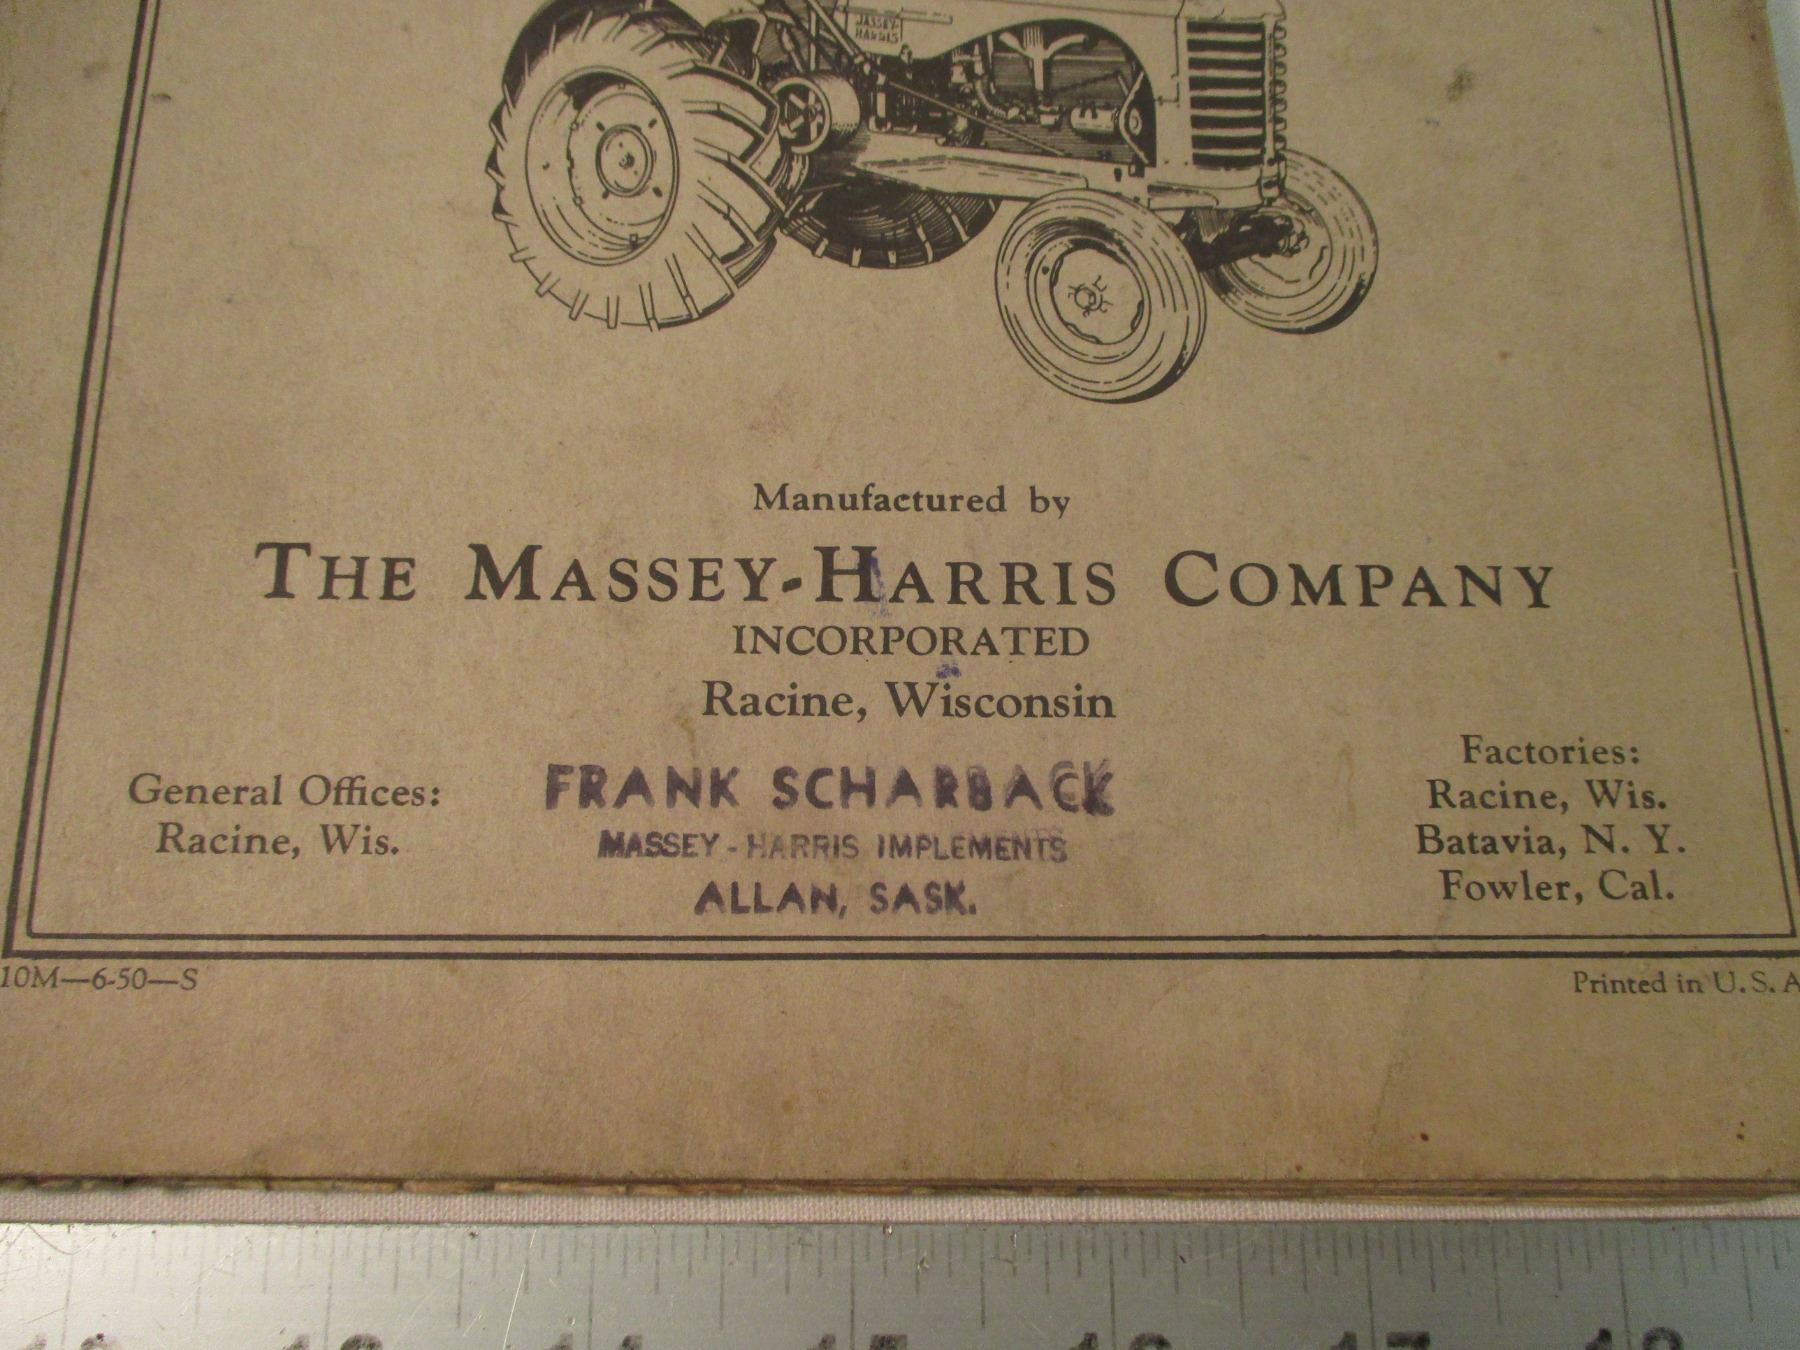 MASSEY-
HARRIS
Manufactured by
THE MASSEY-HARRIS COMPANY
INCORPORATED
Racine, Wisconsin
General Offices:
Racine, Wis.
FRANK SCHARBACK
MASSEY-HARRIS IMPLEMENTS
ALLAN, SASK.
Factories:
Racine, Wis.
Batavia, N. Y.
Fowler, Cal.
10M—6-50—S
Printed in U. S. A